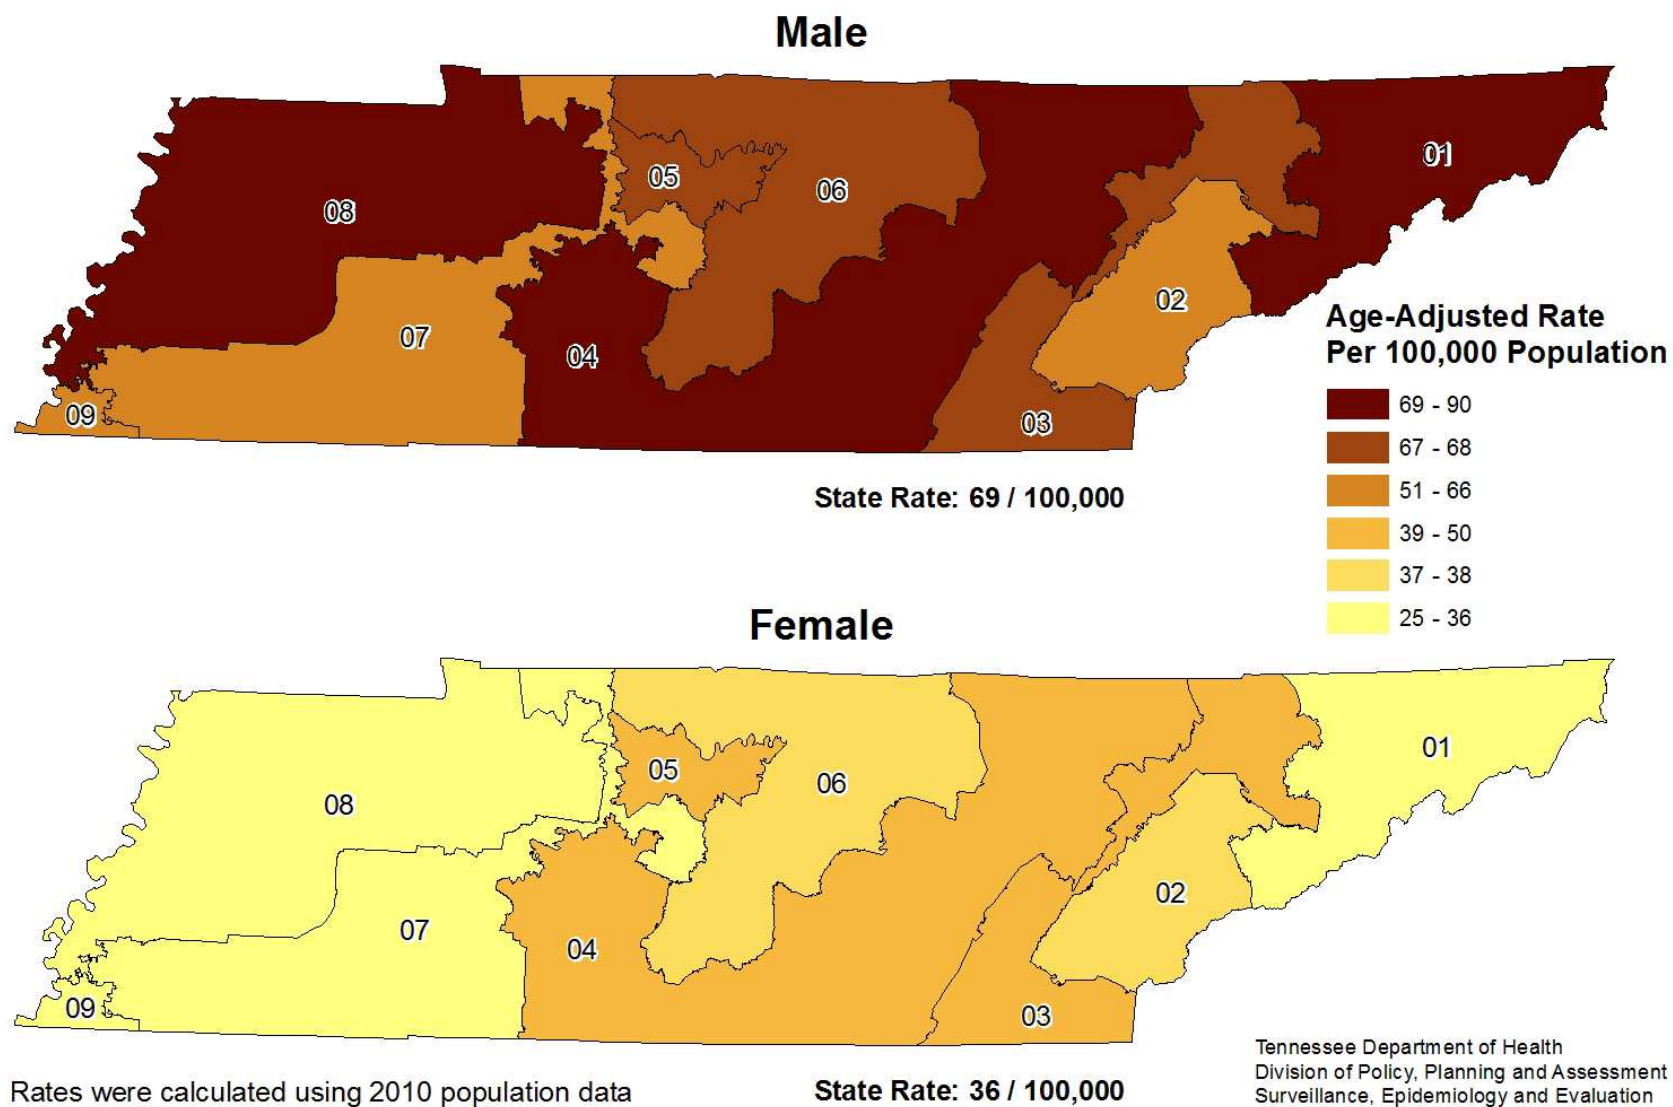 Male
01
05
06
08
02
07
04
09
03
State Rate: 69 / 100,000
Age-Adjusted Rate
Per 100,000 Population
69 - 90
67 - 68
51 - 66
39 - 50
37 - 38
25 - 36
Female
01
05
06
08
02
07
04
09
03
Rates were calculated using 2010 population data
State Rate: 36 / 100,000
Tennessee Department of Health
Division of Policy, Planning and Assessment
Surveillance, Epidemiology and Evaluation